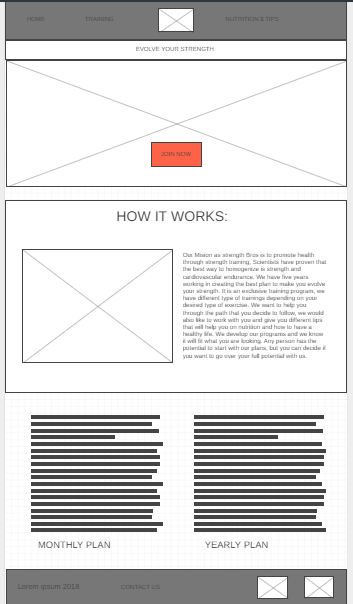 HOME TRAINING NUTRITION & TIPS
EVOLVE YOUR STRENGTH
JOIN NOW
HOW IT WORKS:
Our Mision as strength Bros is to promote health
through strength training, Scientists have proven that
the best way to homogenize is strength and
cardiovascular endurance. We have five years
working in creating the best plan to make you evolve
your strength. It is an exclusive training program, we
have different type of trainings depending on your
desired type of exercise. We want to help you
through the path that you decide to follow, we would
also like to work with you and give you different tips
that will help you on nutrition and how to have a
healthy life. We develop our programs and we know
it will fit what you are looking. Any person has the
potential to start with our plans, but you can decide if
you want to go over your full potential with us.
MONTHLY PLAN
YEARLY PLAN
Lorem ipsum 2018
CONTACT US